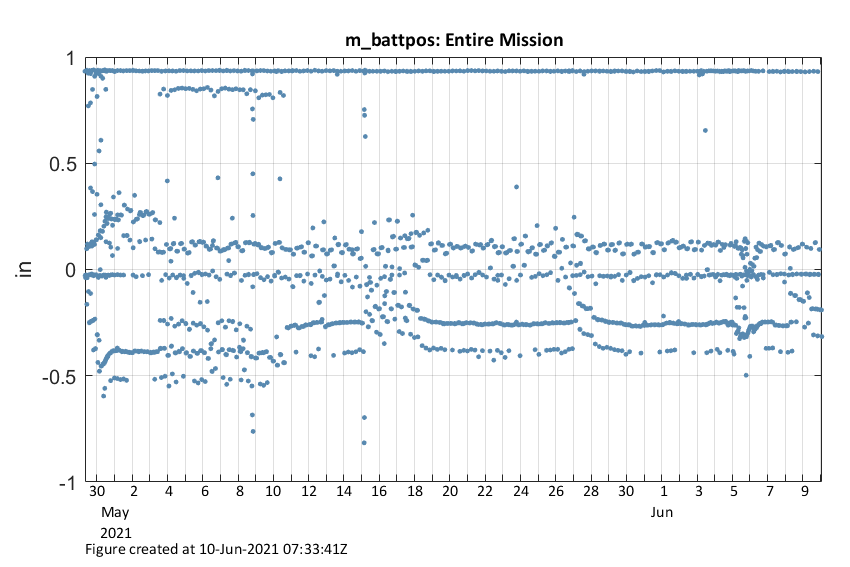 m_battpos: Entire Mission
1
0.5
0
-0.5
-1
in
30 2 4 6 8 10 12 14 16 18 20 22 24 26 28 30 1 3 5 7 9
May Jun
2021
Figure created at 10-Jun-2021 07:33:41Z